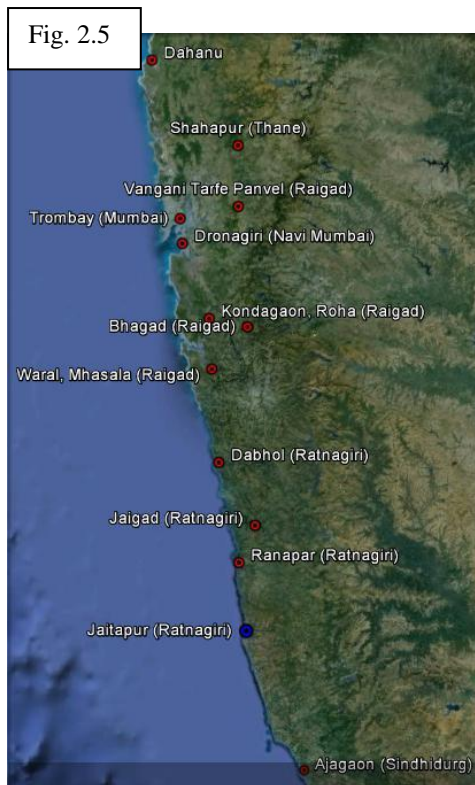 Fig. 2.5
Dahanu
Shahapur (Thane)
Vangani Tarfe Panvel (Raigad)
Trombay (Mumbai)
Dronagiri (Navi Mumbai)
Kondagaon, Roha (Raigad)
Bhagad (Raigad)
Waral, Mhasala (Raigad)
Dabhol (Ratnagiri)
Jaigad (Ratnagiri)
Ranapar (Ratnagiri)
Jaitapur (Ratnagiri)
Ajagaon (Sindhidurg)